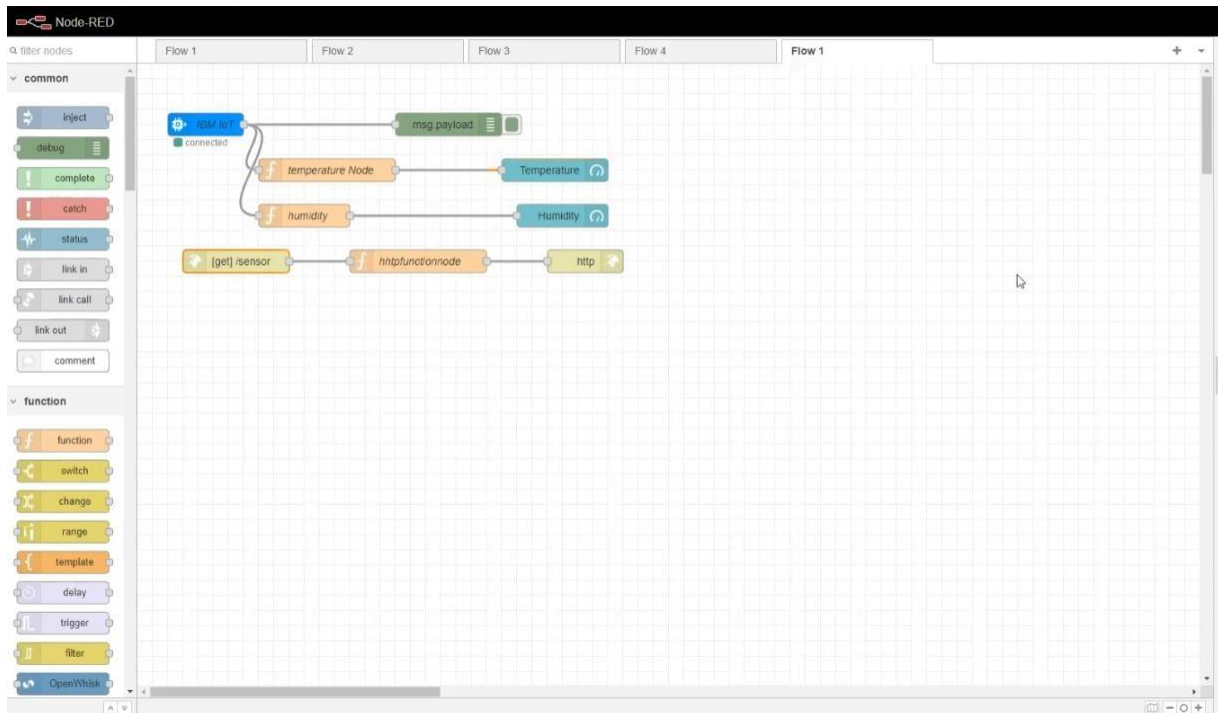 Node-RED
filter nodes
Flow 1
Flow 2
Flow 3
Flow 4
Flow 1
common
inject
debug
complete
catch
status
link in
link call
link out
comment
function
function
switch
change
range
template
delay
trigger
filter
OpenWhisk
IBM IoT
connected
msg.payload
temperature Node
Temperature
humidity
Humidity
[get] /sensor
hhtpfunctionnode
http